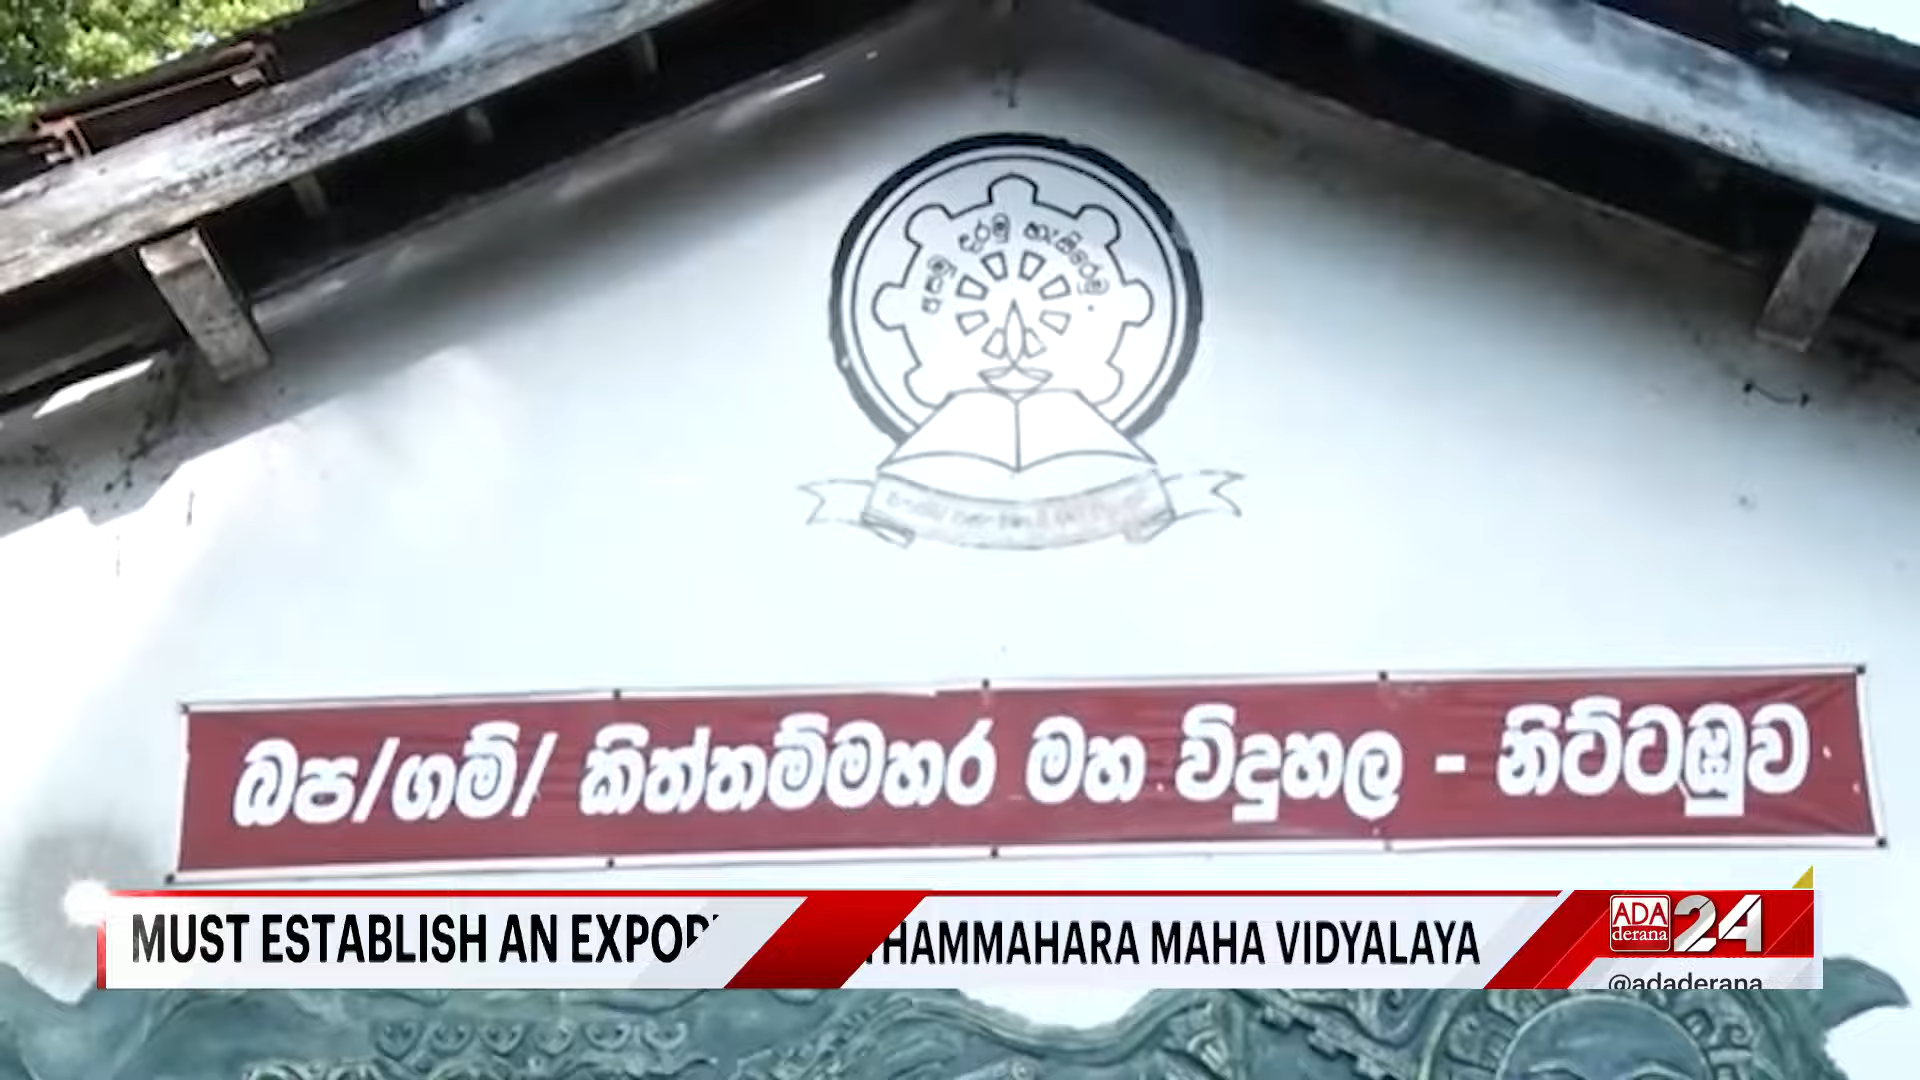 පුබුදු දැරුමු හැසිරෙමු
බප/ගම්/ කිත්තම්මහර මහ විදුහල - නිට්ටඹුව
MUST ESTABLISH AN EXPOR
HAMMAHARA MAHA VIDYALAYA
ADA derana 24
@adaderana